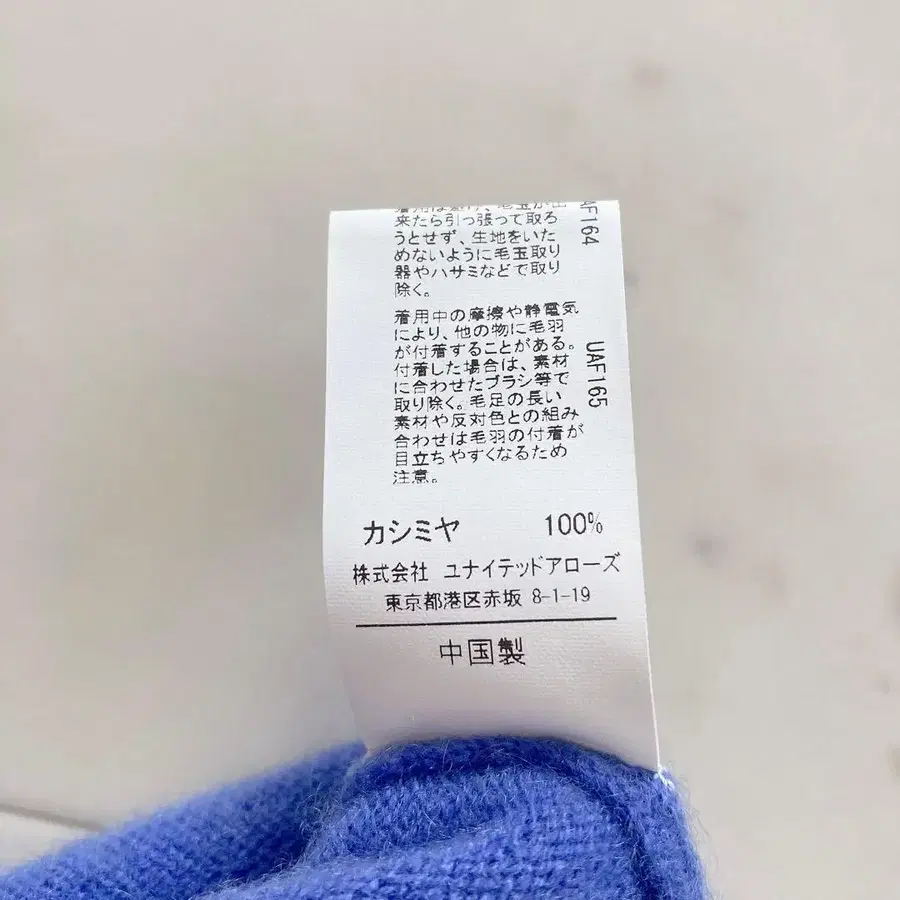 来たら引っ張って取ろ
うとせず、生地をいた
めないように毛玉取り
器やハサミなどで取り
除く。
着用中の摩擦や静電気
により、他の物に毛羽
が付着することがある。
付着した場合は、素材
に合わせたブラシ等で
取り除く。毛足の長い
素材や反対色との組み
合わせは毛羽の付着が
目立ちやすくなるため
注意。
AF164
UAF165
カシミヤ 100%
株式会社 ユナイテッドアローズ
東京都港区赤坂 8-1-19
中国製